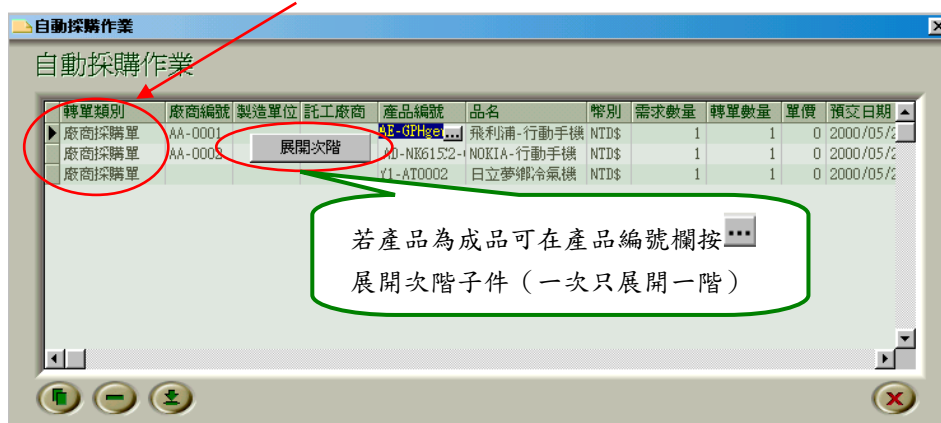 自動採購作業
自動採購作業
轉單類別 廠商編號 製造單位 託工廠商 產品編號 品名 幣別 需求數量 轉單數量 單價 預交日期
廠商採購單 AA-0001 AE-GPHge ... 飛利浦-行動手機 NTD$ 1 1 0 2000/05/2
廠商採購單 AA-0002 NOKIA-行動手機 NTD$ 1 1 0 2000/05/2
廠商採購單 Y1-AT0002 日立夢鄉冷氣機 NTD$ 1 1 0 2000/05/2
展開次階
若產品為成品可在產品編號欄按...
展開次階子件（一次只展開一階）